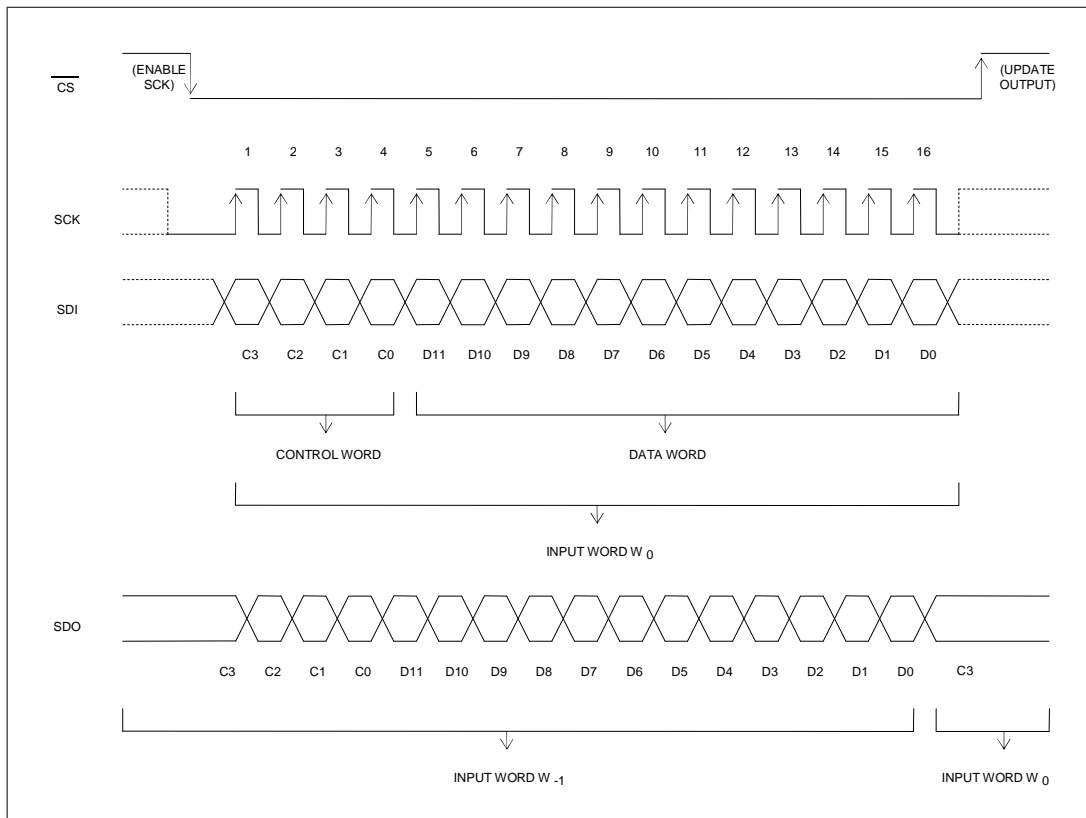 (ENABLE
SCK)
(UPDATE
OUTPUT)
CS
1 2 3 4 5 6 7 8 9 10 11 12 13 14 15 16
SCK
SDI
C3 C2 C1 C0 D11 D10 D9 D8 D7 D6 D5 D4 D3 D2 D1 D0
CONTROL WORD DATA WORD
INPUT WORD W 0
SDO
C3 C2 C1 C0 D11 D10 D9 D8 D7 D6 D5 D4 D3 D2 D1 D0 C3
INPUT WORD W -1 INPUT WORD W 0